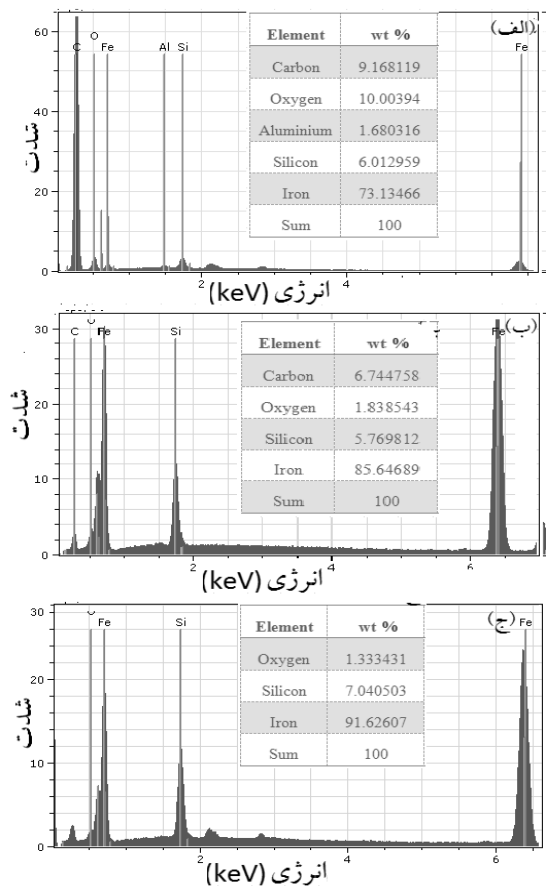 (الف)
60
40
20
0
شدت
C
O
Fe
Al
Si
Fe
Element wt %
Carbon 9.168119
Oxygen 10.00394
Aluminium 1.680316
Silicon 6.012959
Iron 73.13466
Sum 100
2
4
انرژی (keV)
(ب)
30
20
10
0
شدت
C
Fe
Si
Fe
Element wt %
Carbon 6.744758
Oxygen 1.838543
Silicon 5.769812
Iron 85.64689
Sum 100
2
4
6
انرژی (keV)
(ج)
30
20
10
0
شدت
Fe
Si
Fe
Element wt %
Oxygen 1.333431
Silicon 7.040503
Iron 91.62607
Sum 100
2
4
6
انرژی (keV)